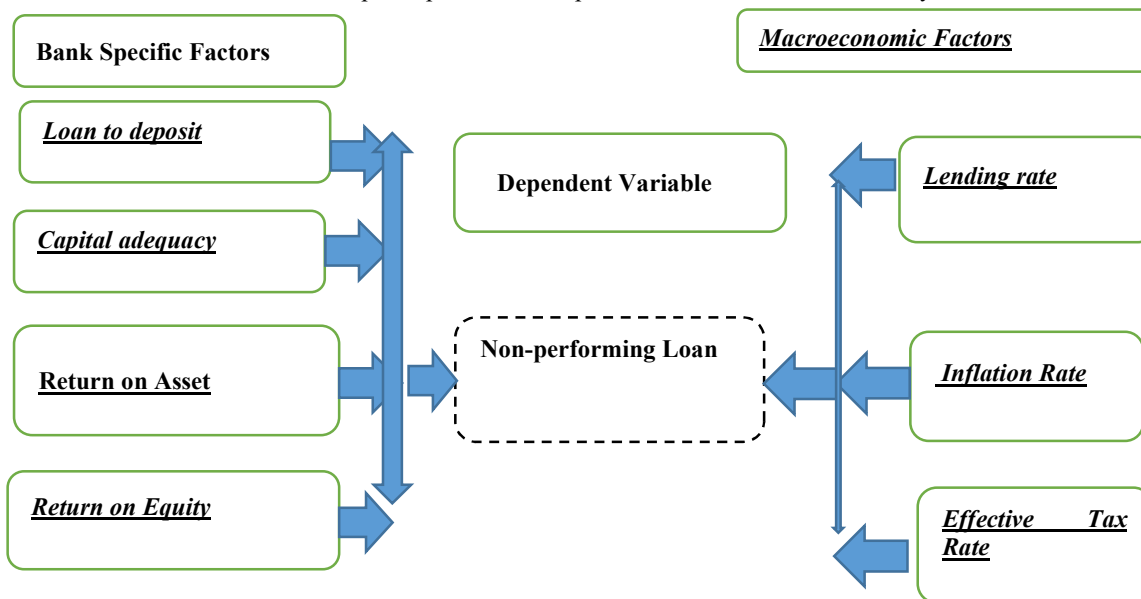 Bank Specific Factors
Macroeconomic Factors
Loan to deposit
Dependent Variable
Lending rate
Capital adequacy
Non-performing Loan
Return on Asset
Inflation Rate
Return on Equity
Effective Tax
Rate